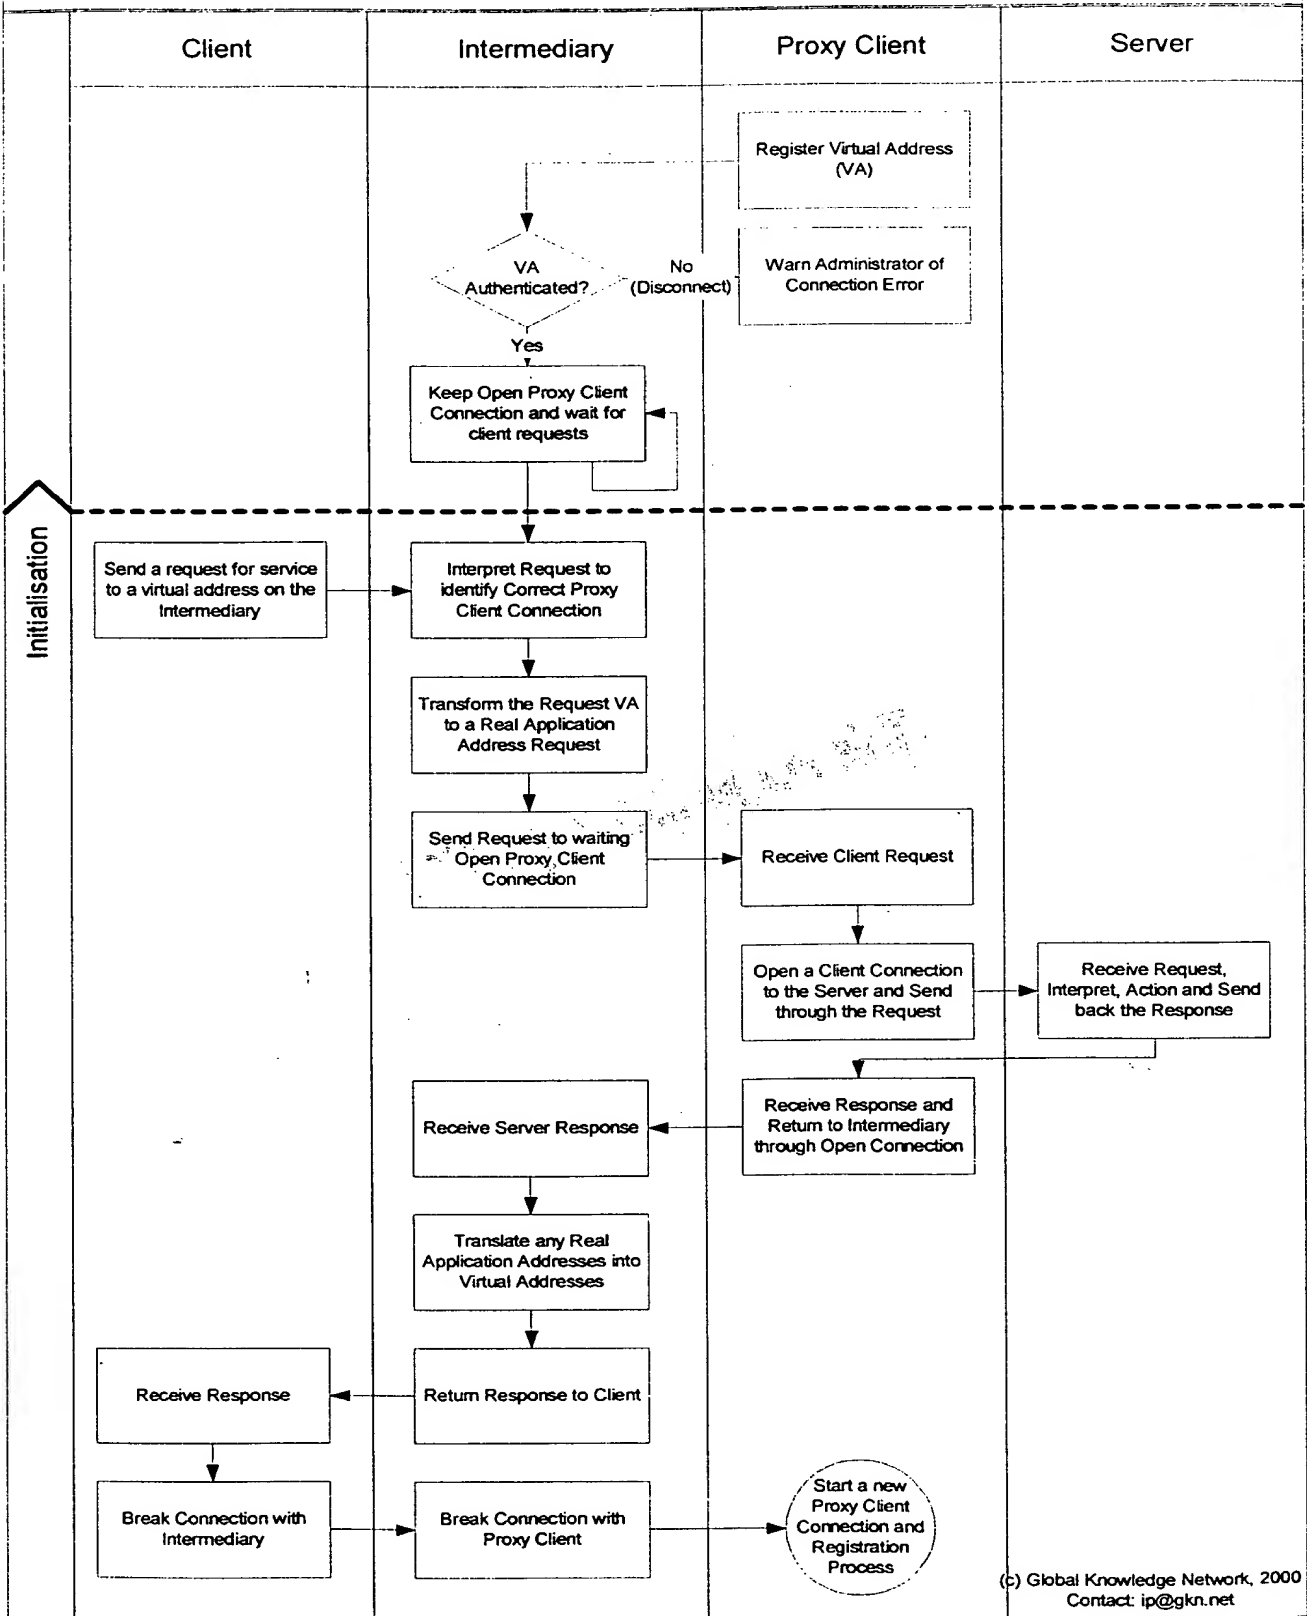 Client
Intermediary
Proxy Client
Server
Register Virtual Address
(VA)
VA
Authenticated?
No
(Disconnect)
Warn Administrator of
Connection Error
Yes
Keep Open Proxy Client
Connection and wait for
client requests
Initialisation
Send a request for service
to a virtual address on the
Intermediary
Interpret Request to
identify Correct Proxy
Client Connection
Transform the Request VA
to a Real Application
Address Request
Send Request to waiting
Open Proxy Client
Connection
Receive Client Request
Open a Client Connection
to the Server and Send
through the Request
Receive Request,
Interpret, Action and Send
back the Response
Receive Response and
Return to Intermediary
through Open Connection
Receive Server Response
Translate any Real
Application Addresses into
Virtual Addresses
Return Response to Client
Receive Response
Break Connection with
Intermediary
Break Connection with
Proxy Client
Start a new
Proxy Client
Connection and
Registration
Process
(c) Global Knowledge Network, 2000
Contact: ip@gkn.net